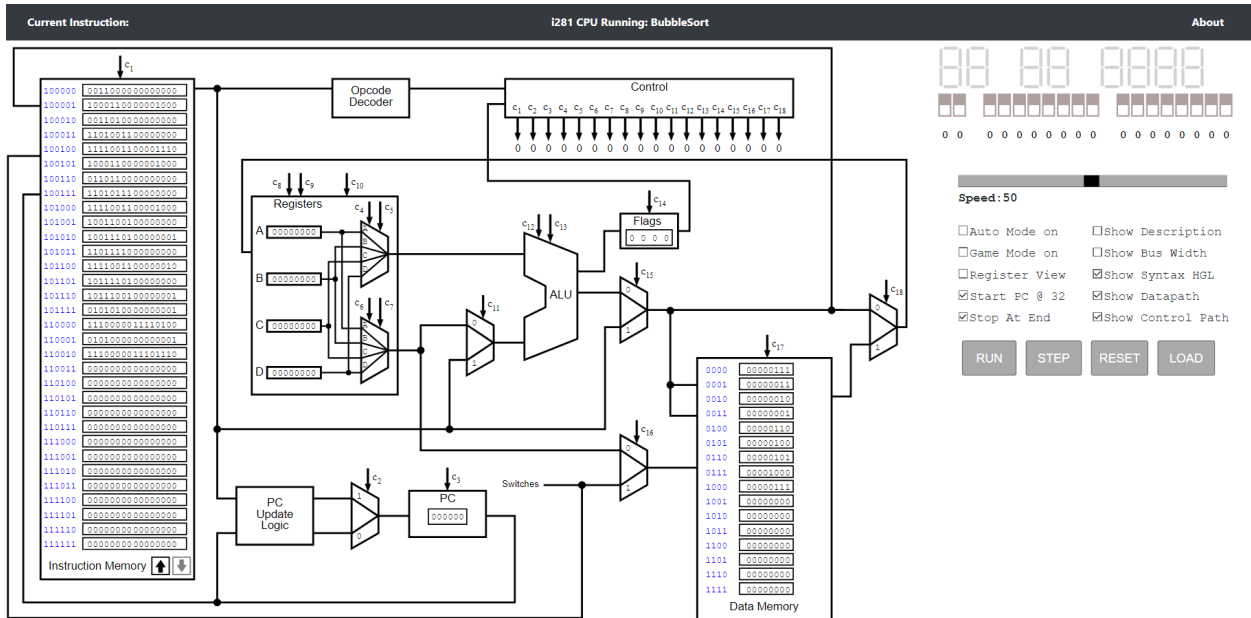 Current Instruction: i281 CPU Running: BubbleSort About
c1
100000 0011000000000000
100001 1000110000001000
100010 0011010000000000
100011 1101001100000000
100100 1111001100001110
100101 1000110000001000
100110 0110110000000000
100111 1101011100000000
101000 1111001100001000
101001 1001100100000000
101010 1001110100000001
101011 1101111000000000
101100 1111001100000010
101101 1011110100000000
101110 1011100100000001
101111 0101010000000001
110000 1110000011110100
110001 0101000000000001
110010 1110000011101110
110011 0000000000000000
110100 0000000000000000
110101 0000000000000000
110110 0000000000000000
110111 0000000000000000
111000 0000000000000000
111001 0000000000000000
111010 0000000000000000
111011 0000000000000000
111100 0000000000000000
111101 0000000000000000
111110 0000000000000000
111111 0000000000000000
Instruction Memory
Opcode
Decoder
Control
c1 c2 c3 c4 c5 c6 c7 c8 c9 c10 c11 c12 c13 c14 c15 c16 c17 c18
0 0 0 0 0 0 0 0 0 0 0 0 0 0 0 0 0 0
c8 c9 c10
Registers
c4 c5
A 00000000
B 00000000
C 00000000
D 00000000
A
B
C
D
c6 c7
A
B
C
D
c11
0
1
c12 c13
ALU
c14
Flags
0 0 0 0
c15
0
1
c16
0
1
Switches
c18
0
1
c17
0000 00000111
0001 00000011
0010 00000010
0011 00000001
0100 00000110
0101 00000100
0110 00000101
0111 00001000
1000 00000111
1001 00000000
1010 00000000
1011 00000000
1100 00000000
1101 00000000
1110 00000000
1111 00000000
Data Memory
PC
Update
Logic
c2
1
0
c3
PC
000000
0 0 0 0 0 0 0 0 0 0 0 0 0 0 0 0 0 0
Speed:50
Auto Mode on Show Description
Game Mode on Show Bus Width
Register View Show Syntax HGL
Start PC @ 32 Show Datapath
Stop At End Show Control Path
RUN STEP RESET LOAD